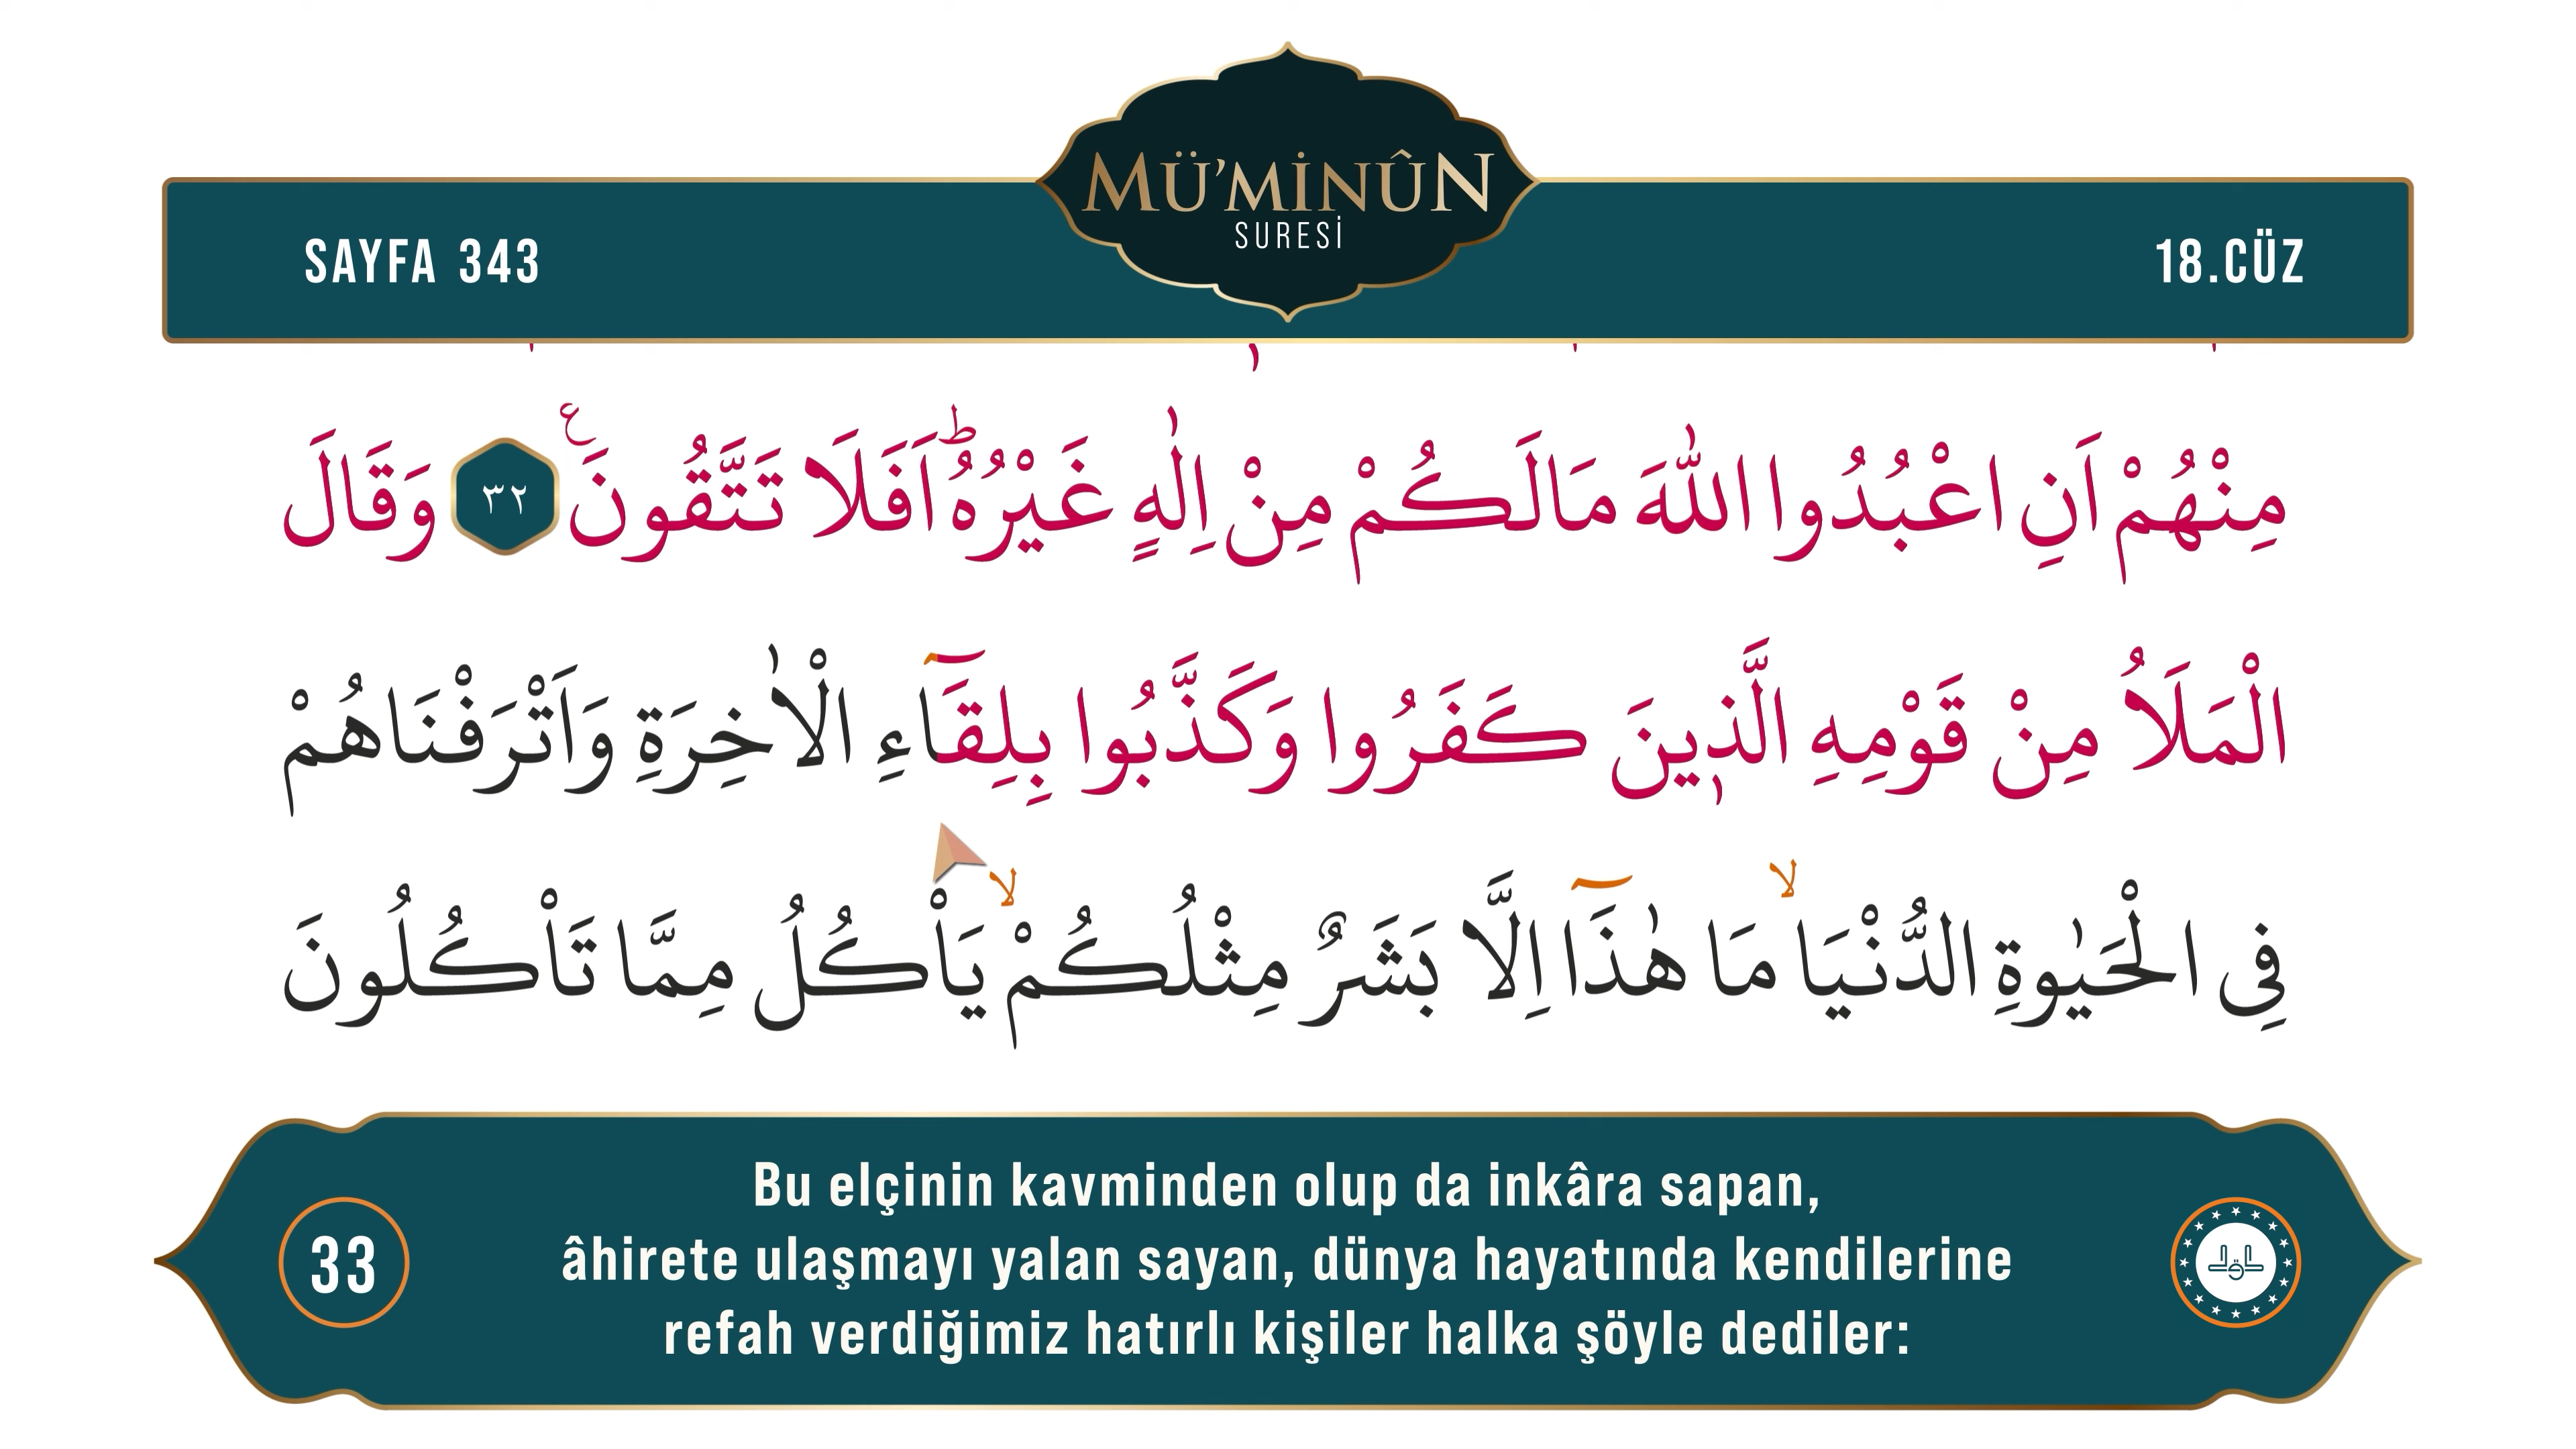 MÜ'MİNÛN
SURESİ
SAYFA 343
18.CÜZ
مِنْهُمْ اَنِ اعْبُدُوا اللّٰهَ مَالَكُمْ مِنْ اِلٰهٍ غَيْرُهُۜ اَفَلَا تَتَّقُونَ ۟ ٣٢ وَقَالَ
الْمَلَاُ مِنْ قَوْمِهِ الَّذ۪ينَ كَفَرُوا وَكَذَّبُوا بِلِقَٓاءِ الْاٰخِرَةِ وَاَتْرَفْنَاهُمْ
فِي الْحَيٰوةِ الدُّنْيَاۙ مَا هٰذَٓا اِلَّا بَشَرٌ مِثْلُكُمْۙ يَأْكُلُ مِمَّا تَأْكُلُونَ
33
Bu elçinin kavminden olup da inkâra sapan,
âhirete ulaşmayı yalan sayan, dünya hayatında kendilerine
refah verdiğimiz hatırlı kişiler halka şöyle dediler: